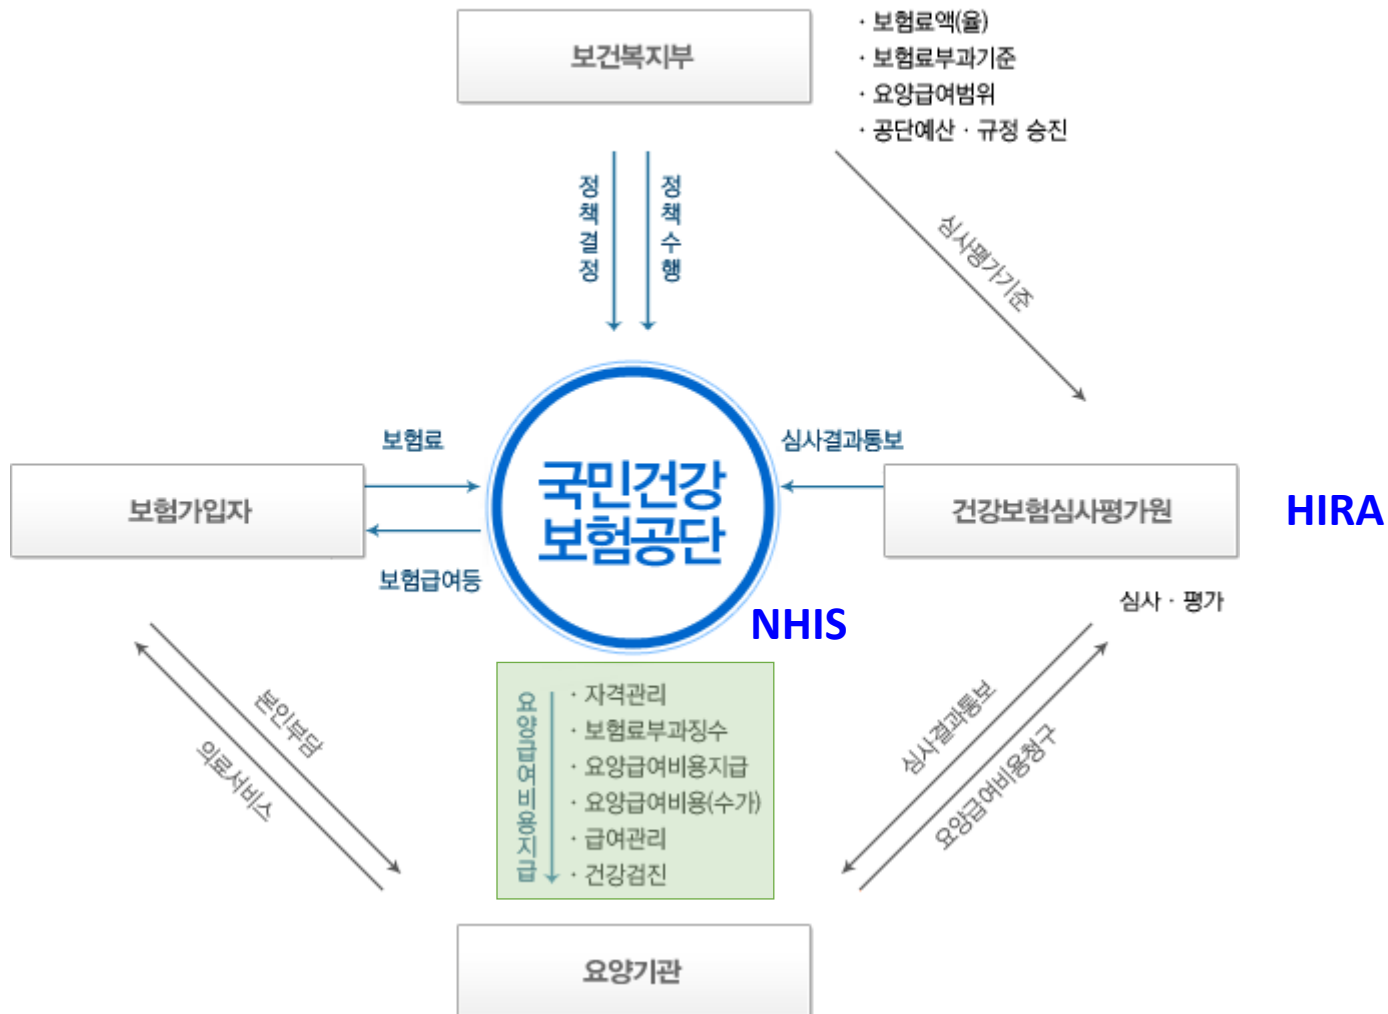 보건복지부
· 보험료액(율)
· 보험료부과기준
· 요양급여범위
· 공단예산 · 규정 승진
정책결정
정책수행
심사평가기준
보험료
심사결과통보
보험가입자
국민건강
보험공단
건강보험심사평가원
HIRA
보험급여등
심사 · 평가
NHIS
본인부담
의료서비스
요양급여비용지급
· 자격관리
· 보험료부과징수
· 요양급여비용지급
· 요양급여비용(수가)
· 급여관리
· 건강검진
심사결과통보
요양급여비용청구
요양기관